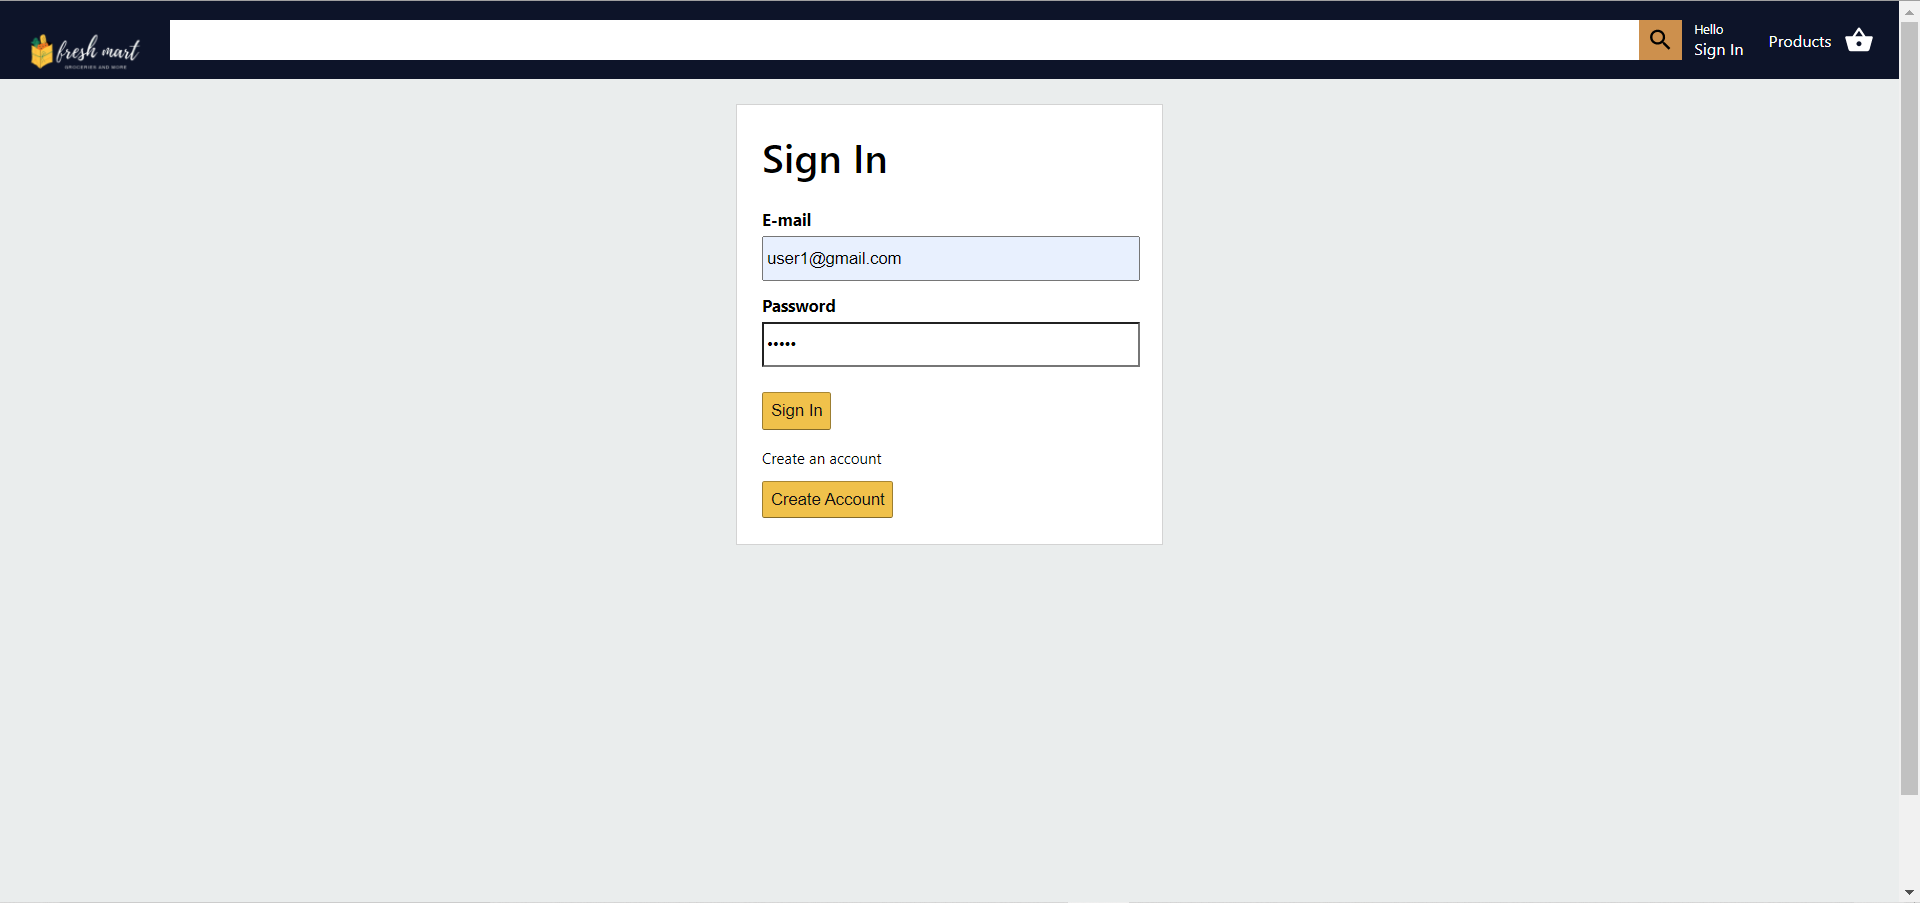 fresh mart
GROCERIES AND MORE
Hello
Sign In
Products
Sign In
E-mail
user1@gmail.com
Password
•••••
Sign In
Create an account
Create Account